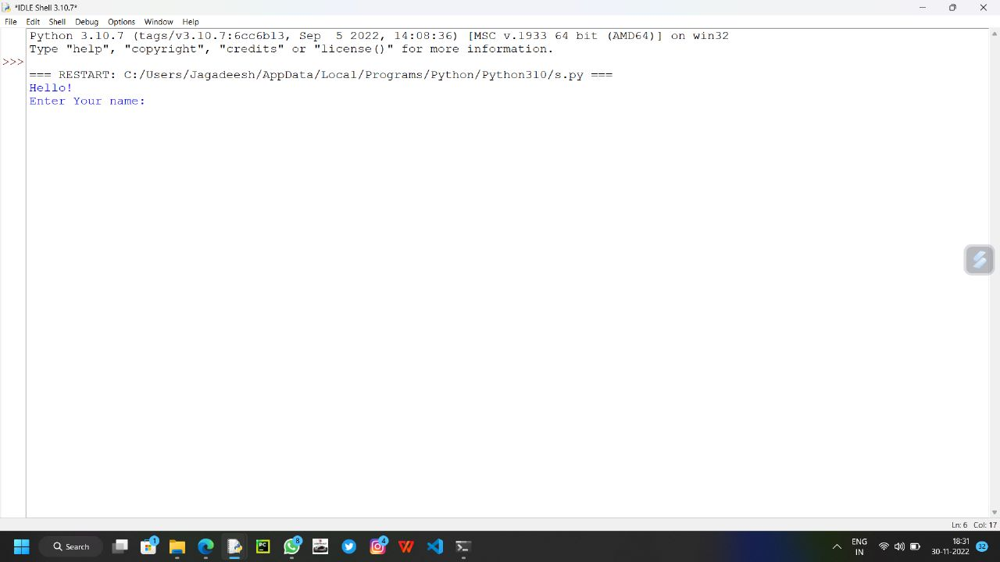 *IDLE Shell 3.10.7*
File Edit Shell Debug Options Window Help
Python 3.10.7 (tags/v3.10.7:6cc6b13, Sep  5 2022, 14:08:36) [MSC v.1933 64 bit (AMD64)] on win32
Type "help", "copyright", "credits" or "license()" for more information.
>>>
=== RESTART: C:/Users/Jagadeesh/AppData/Local/Programs/Python/Python310/s.py ===
Hello!
Enter Your name:
Ln: 6 Col: 17
Search 1 PC 8 4 ENG 18:31
IN 30-11-2022 32